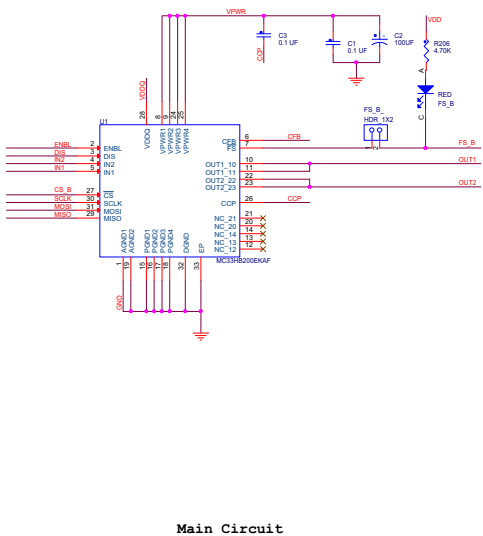 VPWR
VDD
C3
0.1 UF
CCP
C1
0.1 UF
C2
100UF
R206
4.70K
A
RED
FS_B
C
VDDQ
28
8
9
24
25
FS_B_
HDR_1X2
1
2
U1
VDDQ
VPWR1
VPWR2
VPWR3
VPWR4
ENBL 2 ENBL
DIS 3 DIS
IN2 4 IN2
IN1 5 IN1
CS_B 27 CS
SCLK 30 SCLK
MOSI 31 MOSI
MISO 29 MISO
CFB 6 CFB
FS 7 FS_B
OUT1_10 10 OUT1
OUT1_11 11
OUT2_22 22
OUT2_23 23 OUT2
CCP 26 CCP
NC_21 21
NC_20 20
NC_14 14
NC_13 13
NC_12 12
AGND1
AGND2
PGND1
PGND2
PGND3
PGND4
DGND
EP
MC33HB200EKAF
1
19
15
16
17
18
32
33
GND
Main Circuit